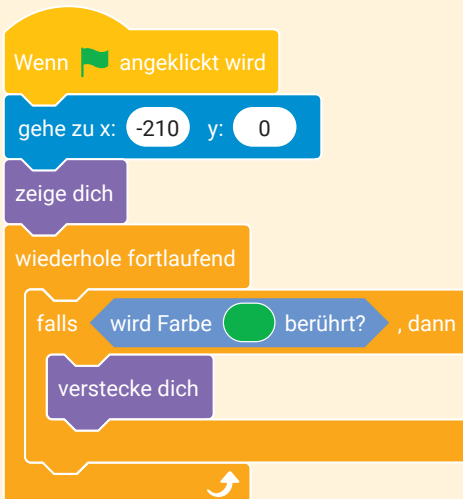 Wenn angeklickt wird
gehe zu x: -210 y: 0
zeige dich
wiederhole fortlaufend
falls wird Farbe berührt? , dann
verstecke dich